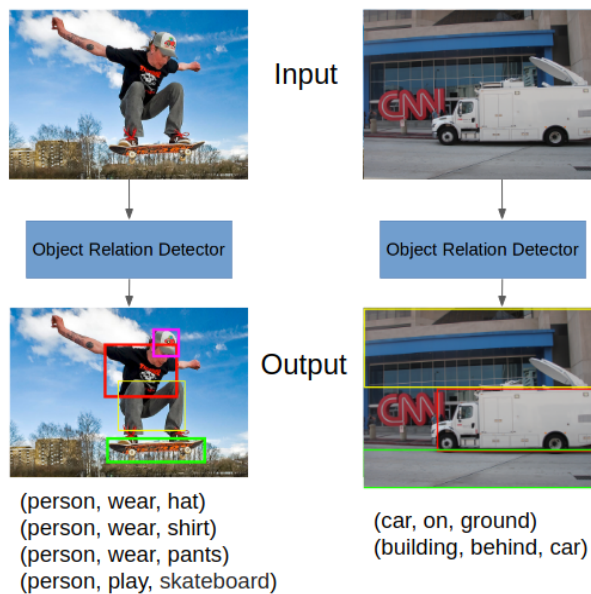 Input
CNN
Object Relation Detector
Object Relation Detector
Output
CNN
(person, wear, hat)
(person, wear, shirt)
(person, wear, pants)
(person, play, skateboard)
(car, on, ground)
(building, behind, car)